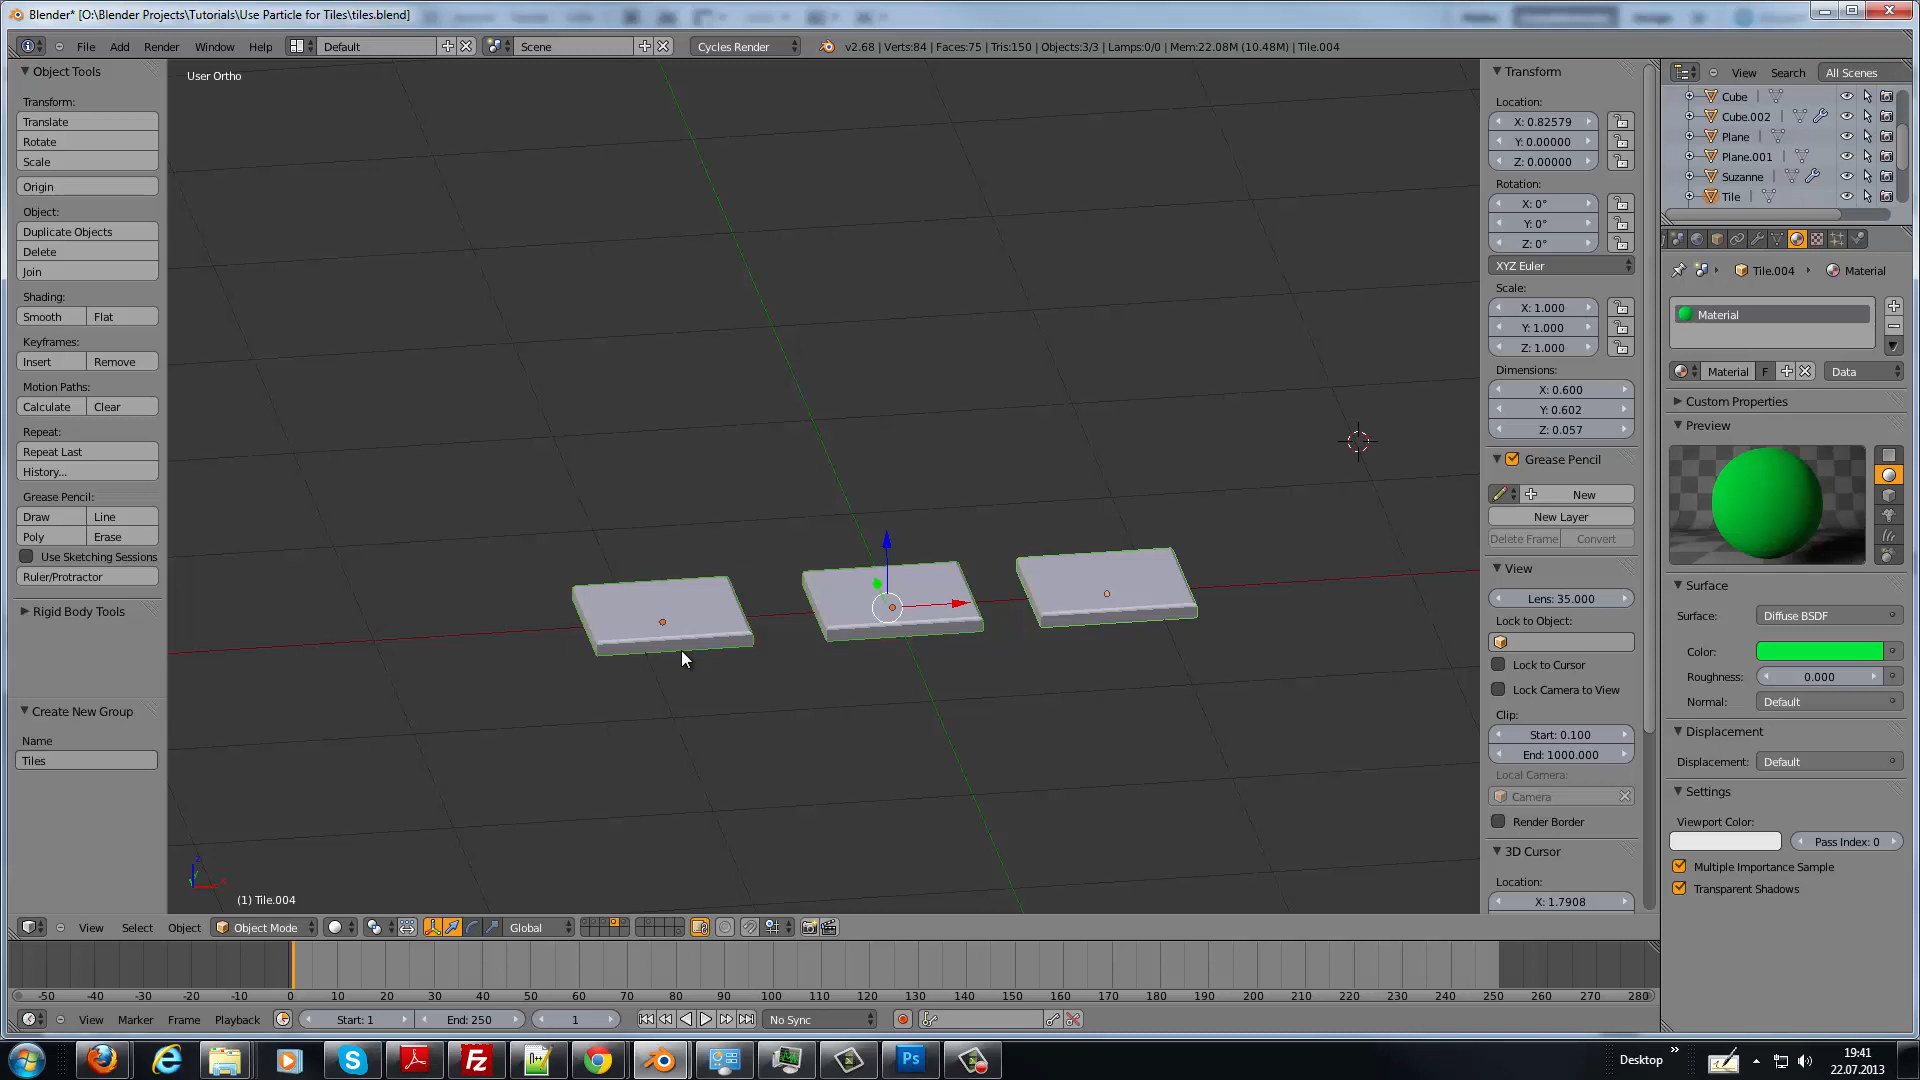 Blender* [O:\Blender Projects\Tutorials\Use Particle for Tiles\tiles.blend]
File Add Render Window Help Default Scene Cycles Render v2.68 | Verts:84 | Faces:75 | Tris:150 | Objects:3/3 | Lamps:0/0 | Mem:22.08M (10.48M) | Tile.004
Object Tools
Transform:
Translate
Rotate
Scale
Origin
Object:
Duplicate Objects
Delete
Join
Shading:
Smooth Flat
Keyframes:
Insert Remove
Motion Paths:
Calculate Clear
Repeat:
Repeat Last
History...
Grease Pencil:
Draw Line
Poly Erase
Use Sketching Sessions
Ruler/Protractor
Rigid Body Tools
Create New Group
Name
Tiles
User Ortho
(1) Tile.004
Transform
Location:
X: 0.82579
Y: 0.00000
Z: 0.00000
Rotation:
X: 0°
Y: 0°
Z: 0°
XYZ Euler
Scale:
X: 1.000
Y: 1.000
Z: 1.000
Dimensions:
X: 0.600
Y: 0.602
Z: 0.057
Grease Pencil
New
New Layer
Delete Frame Convert
View
Lens: 35.000
Lock to Object:
Lock to Cursor
Lock Camera to View
Clip:
Start: 0.100
End: 1000.000
Local Camera:
Camera
Render Border
3D Cursor
Location:
X: 1.7908
View Search All Scenes
Cube
Cube.002
Plane
Plane.001
Suzanne
Tile
Tile.004 Material
Material
Material F Data
Custom Properties
Preview
Surface
Surface: Diffuse BSDF
Color:
Roughness: 0.000
Normal: Default
Displacement
Displacement: Default
Settings
Viewport Color:
Pass Index: 0
Multiple Importance Sample
Transparent Shadows
View Select Object Object Mode Global
-50 -40 -30 -20 -10 0 10 20 30 40 50 60 70 80 90 100 110 120 130 140 150 160 170 180 190 200 210 220 230 240 250 260 270 280
View Marker Frame Playback Start: 1 End: 250 1 No Sync
Desktop
19:41
22.07.2013